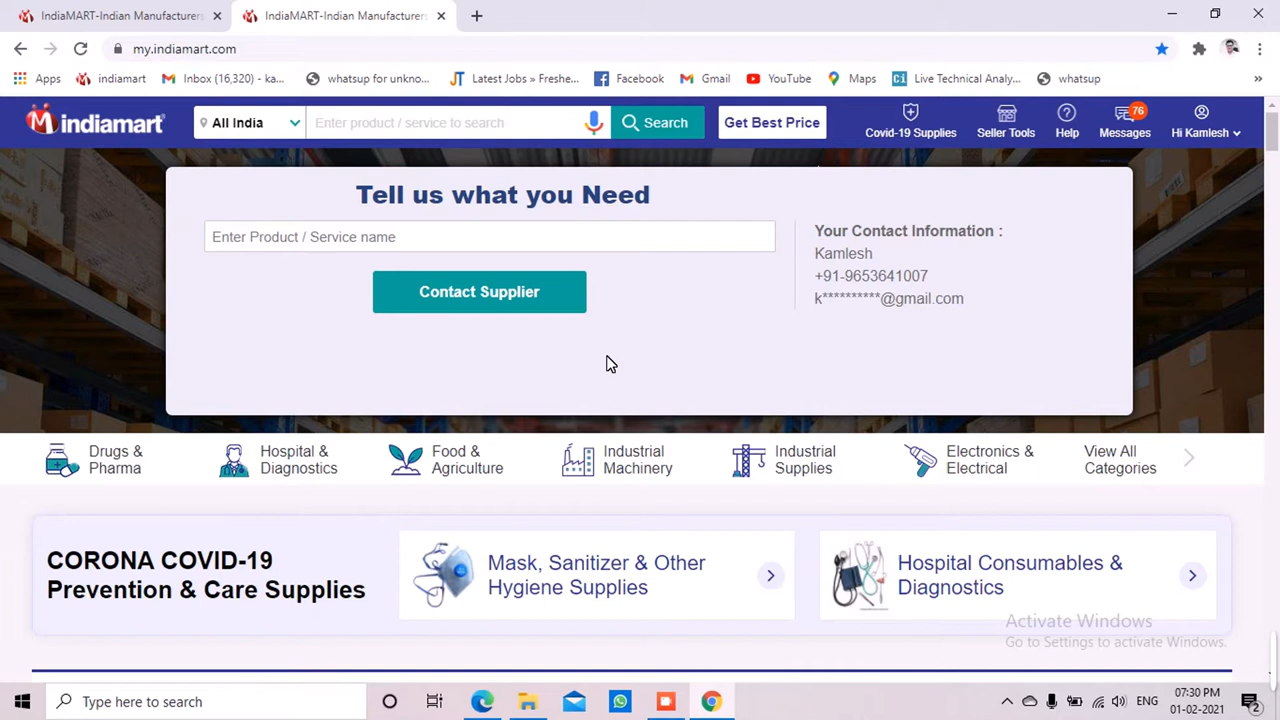 IndiaMART-Indian Manufacturers
IndiaMART-Indian Manufacturers
my.indiamart.com
Apps
indiamart
Inbox (16,320) - ka...
whatsup for unkno...
Latest Jobs » Freshe...
Facebook
Gmail
YouTube
Maps
Live Technical Analy...
whatsup
indiamart
All India
Enter product / service to search
Search
Get Best Price
Covid-19 Supplies
Seller Tools
Help
76
Messages
Hi Kamlesh
Tell us what you Need
Enter Product / Service name
Contact Supplier
Your Contact Information :
Kamlesh
+91-9653641007
k**********@gmail.com
Drugs &
Pharma
Hospital &
Diagnostics
Food &
Agriculture
Industrial
Machinery
Industrial
Supplies
Electronics &
Electrical
View All
Categories
CORONA COVID-19
Prevention & Care Supplies
Mask, Sanitizer & Other
Hygiene Supplies
Hospital Consumables &
Diagnostics
Activate Windows
Go to Settings to activate Windows.
Type here to search
ENG
07:30 PM
01-02-2021
2